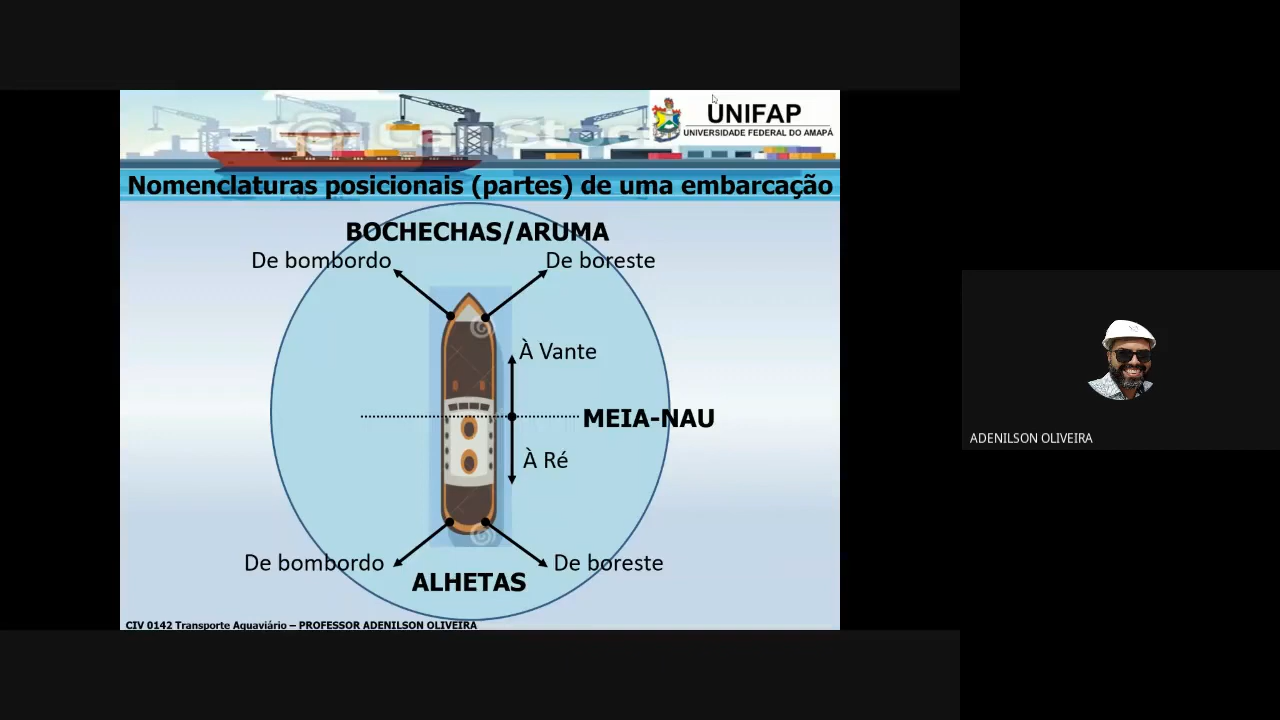 UNIFAP
UNIVERSIDADE FEDERAL DO AMAPÁ
Nomenclaturas posicionais (partes) de uma embarcação
BOCHECHAS/ARUMA
De bombordo De boreste
À Vante
MEIA-NAU
À Ré
De bombordo De boreste
ALHETAS
CIV 0142 Transporte Aquaviário – PROFESSOR ADENILSON OLIVEIRA
ADENILSON OLIVEIRA